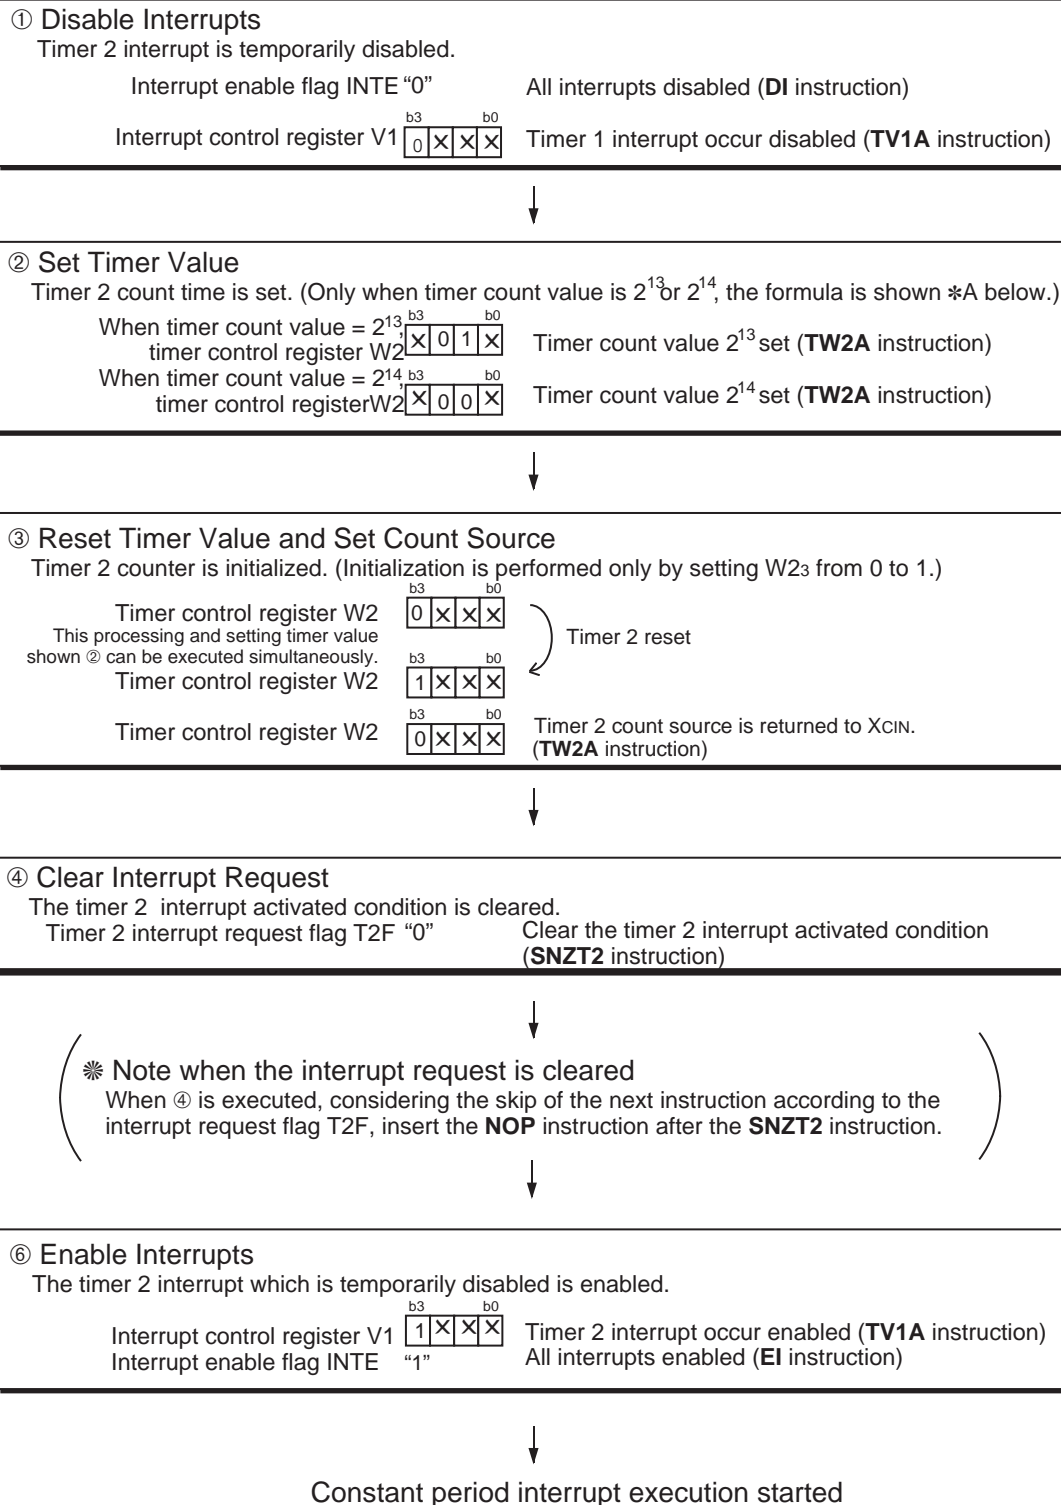 ① Disable Interrupts
Timer 2 interrupt is temporarily disabled.
Interrupt enable flag INTE “0” All interrupts disabled (DI instruction)
b3 b0
Interrupt control register V1 0 X X X Timer 1 interrupt occur disabled (TV1A instruction)
② Set Timer Value
Timer 2 count time is set. (Only when timer count value is 2^13 or 2^14, the formula is shown ✻A below.)
When timer count value = 2^13, b3 b0
timer control register W2 X 0 1 X Timer count value 2^13 set (TW2A instruction)
When timer count value = 2^14, b3 b0
timer control registerW2 X 0 0 X Timer count value 2^14 set (TW2A instruction)
③ Reset Timer Value and Set Count Source
Timer 2 counter is initialized. (Initialization is performed only by setting W23 from 0 to 1.)
b3 b0
Timer control register W2 0 X X X
This processing and setting timer value Timer 2 reset
shown ② can be executed simultaneously. b3 b0
Timer control register W2 1 X X X
b3 b0
Timer control register W2 0 X X X Timer 2 count source is returned to XCIN.
(TW2A instruction)
④ Clear Interrupt Request
The timer 2 interrupt activated condition is cleared.
Timer 2 interrupt request flag T2F “0” Clear the timer 2 interrupt activated condition
(SNZT2 instruction)
❊ Note when the interrupt request is cleared
When ④ is executed, considering the skip of the next instruction according to the
interrupt request flag T2F, insert the NOP instruction after the SNZT2 instruction.
⑥ Enable Interrupts
The timer 2 interrupt which is temporarily disabled is enabled.
b3 b0
Interrupt control register V1 1 X X X Timer 2 interrupt occur enabled (TV1A instruction)
Interrupt enable flag INTE “1” All interrupts enabled (EI instruction)
Constant period interrupt execution started